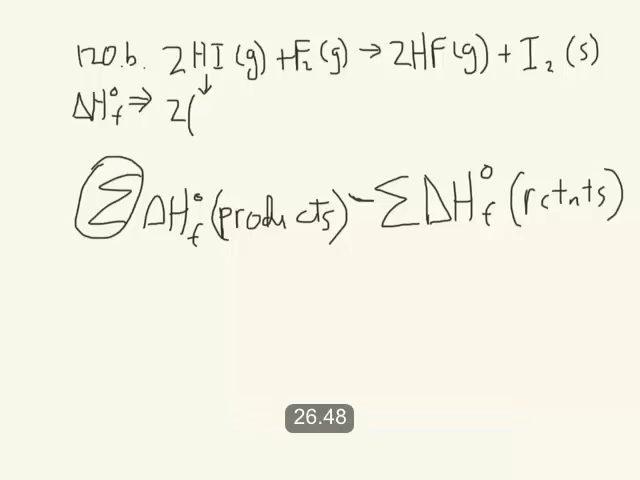 120.b. 2HI(g) + F₂(g) → 2HF(g) + I₂(s)
ΔH°f ⇒ 2(
ΣΔH°f(products) - ΣΔH°f(rctnts)
26.48